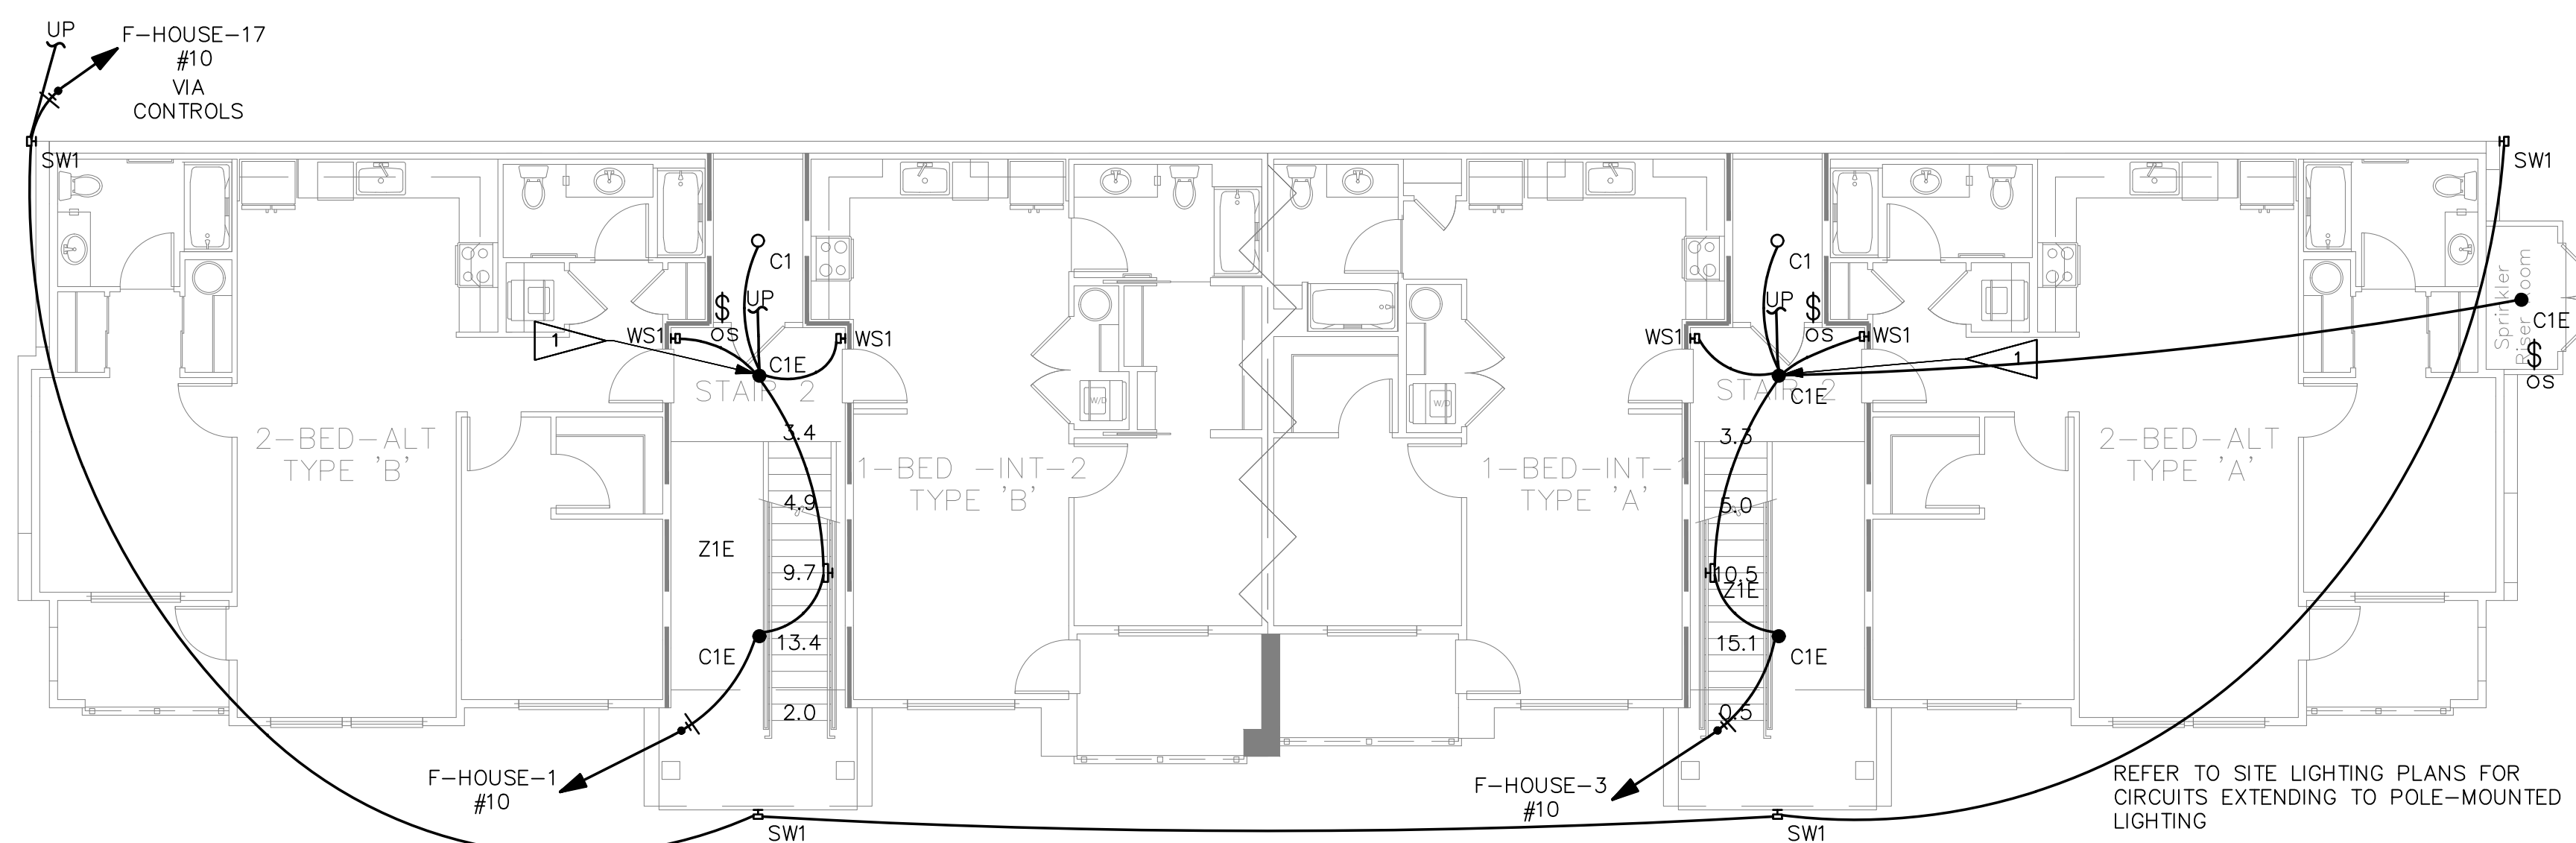 UP
F-HOUSE-17
#10
VIA
CONTROLS
SW1
SW1
C1
C1
UP
$
OS
UP
$
OS
WS1
WS1
WS1
WS1
1
1
C1E
C1E
Sprinkler
Riser Room
C1E
$
OS
STAIR 2
STAIR 2
W/D
W/D
2-BED-ALT
TYPE 'B'
1-BED -INT-2
TYPE 'B'
1-BED-INT-1
TYPE 'A'
2-BED-ALT
TYPE 'A'
3.4
4.9
9.7
13.4
2.0
3.3
5.0
10.5
15.1
0.5
Z1E
Z1E
C1E
C1E
F-HOUSE-1
#10
F-HOUSE-3
#10
SW1
SW1
REFER TO SITE LIGHTING PLANS FOR
CIRCUITS EXTENDING TO POLE-MOUNTED
LIGHTING